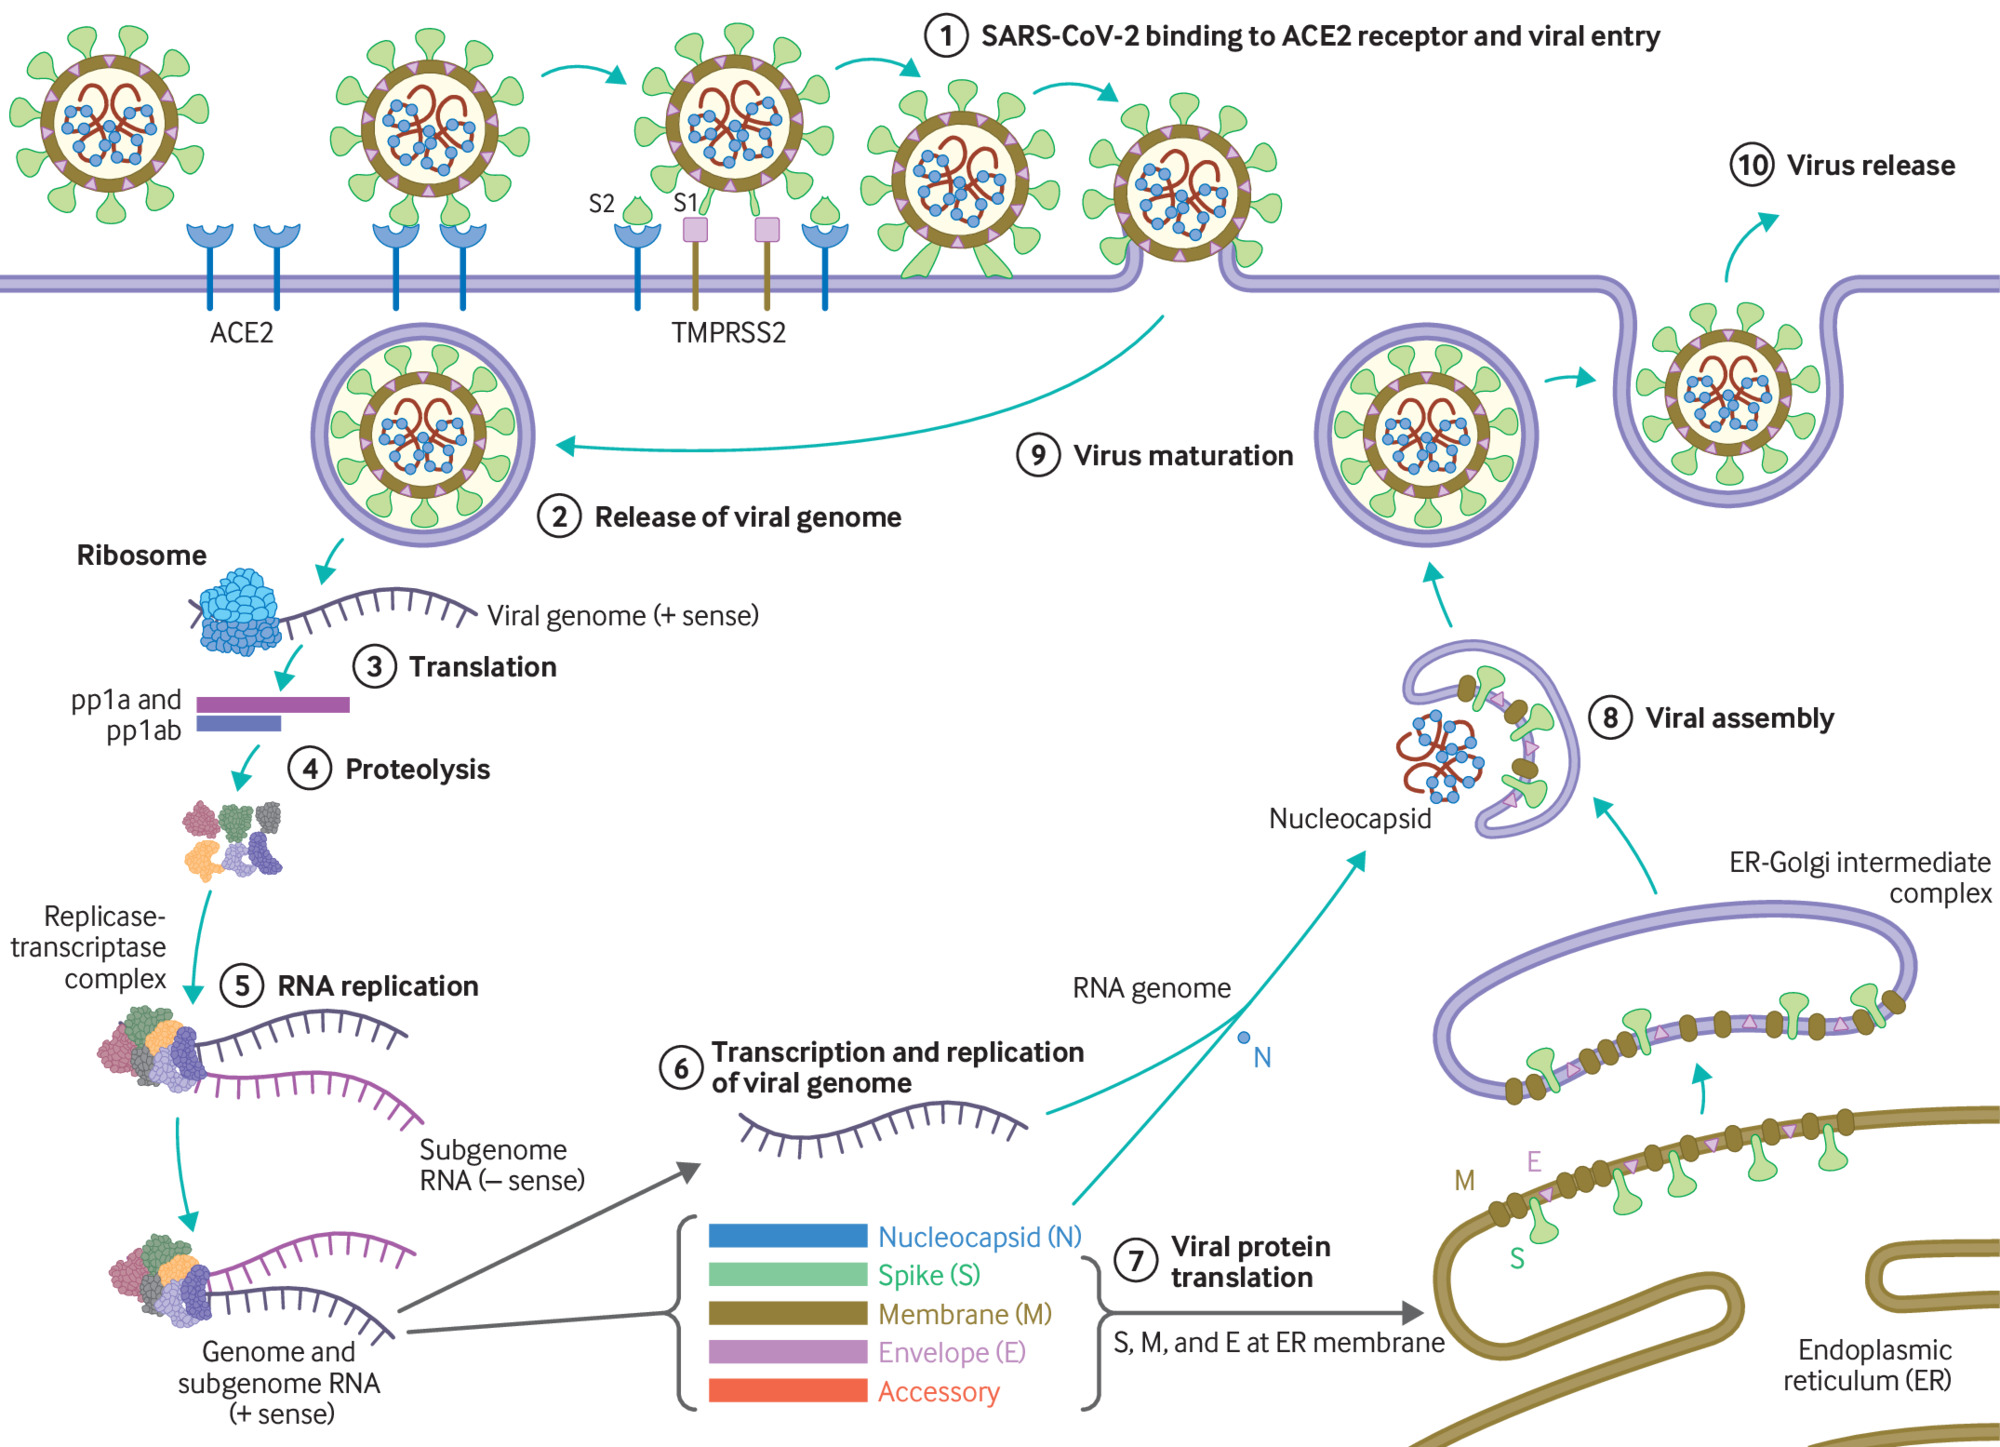 1 SARS-CoV-2 binding to ACE2 receptor and viral entry
10 Virus release
S2
S1
ACE2
TMPRSS2
9 Virus maturation
2 Release of viral genome
Ribosome
Viral genome (+ sense)
3 Translation
pp1a and
pp1ab
4 Proteolysis
8 Viral assembly
Nucleocapsid
ER-Golgi intermediate
complex
Replicase-
transcriptase
complex
5 RNA replication
RNA genome
N
6 Transcription and replication
of viral genome
Subgenome
RNA (– sense)
M
E
S
Nucleocapsid (N)
Spike (S)
Membrane (M)
Envelope (E)
Accessory
7 Viral protein
translation
S, M, and E at ER membrane
Genome and
subgenome RNA
(+ sense)
Endoplasmic
reticulum (ER)